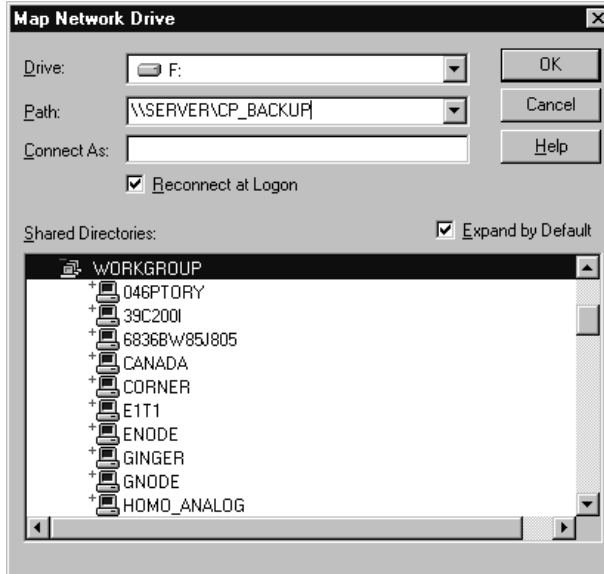 Map Network Drive
Drive: F: OK
Path: \\SERVER\CP_BACKUP Cancel
Connect As: Help
Reconnect at Logon
Shared Directories: Expand by Default
WORKGROUP
046PTORY
39C200I
6836BW85J805
CANADA
CORNER
E1T1
ENODE
GINGER
GNODE
HOMO_ANALOG